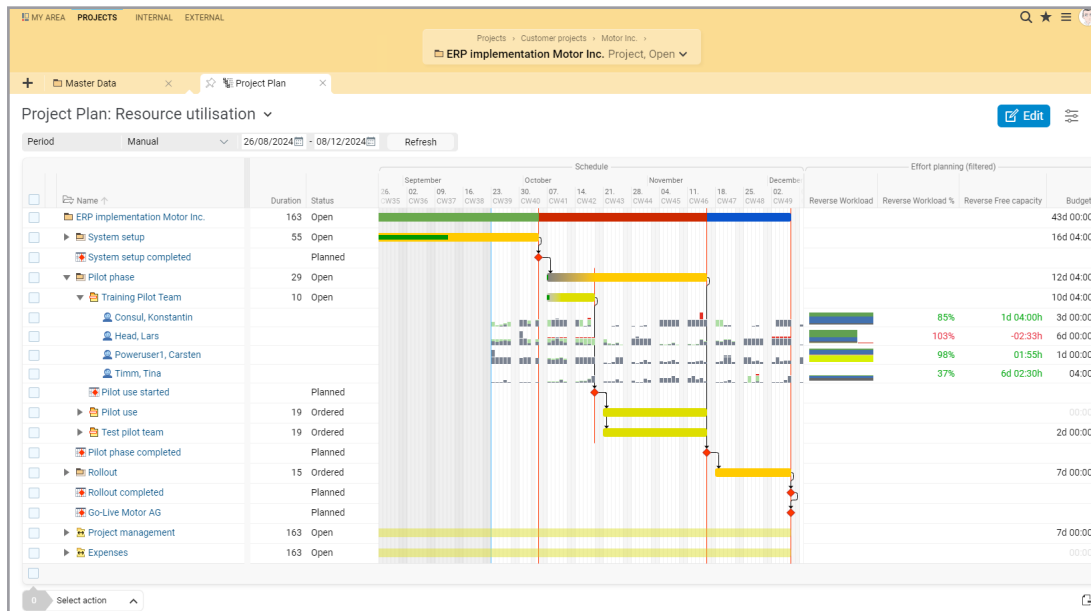 MY AREA PROJECTS INTERNAL EXTERNAL
Projects › Customer projects › Motor Inc. ›
ERP implementation Motor Inc. Project, Open
Master Data Project Plan
Project Plan: Resource utilisation
Edit
Period Manual 26/08/2024 - 08/12/2024 Refresh
Schedule Effort planning (filtered)
September October November December
26. 02. 09. 16. 23. 30. 07. 14. 21. 28. 04. 11. 18. 25. 02.
Name Duration Status CW35 CW36 CW37 CW38 CW39 CW40 CW41 CW42 CW43 CW44 CW45 CW46 CW47 CW48 CW49 Reverse Workload Reverse Workload % Reverse Free capacity Budget
ERP implementation Motor Inc. 163 Open 43d 00:00
System setup 55 Open 16d 04:00
System setup completed Planned
Pilot phase 29 Open 12d 04:00
Training Pilot Team 10 Open 10d 04:00
Consul, Konstantin 85% 1d 04:00h 3d 00:00
Head, Lars 103% -02:33h 6d 00:00
Poweruser1, Carsten 98% 01:55h 1d 00:00
Timm, Tina 37% 6d 02:30h 04:00
Pilot use started Planned
Pilot use 19 Ordered 00:00
Test pilot team 19 Ordered 2d 00:00
Pilot phase completed Planned
Rollout 15 Ordered 7d 00:00
Rollout completed Planned
Go-Live Motor AG Planned
Project management 163 Open 7d 00:00
Expenses 163 Open 00:00
0 Select action